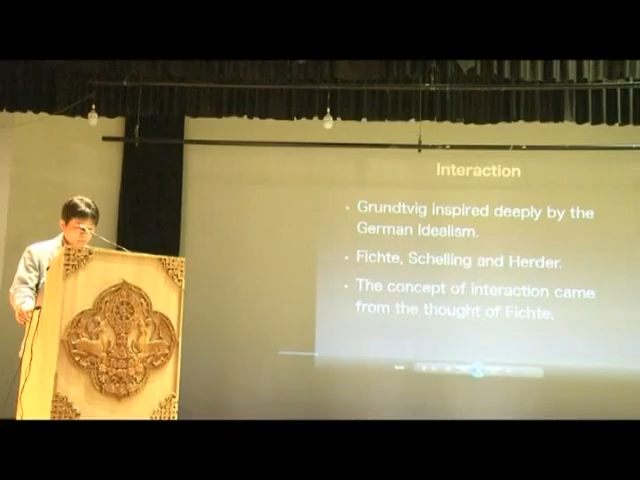 Interaction
• Grundtvig inspired deeply by the
German Idealism.
• Fichte, Schelling and Herder.
• The concept of interaction came
from the thought of Fichte.